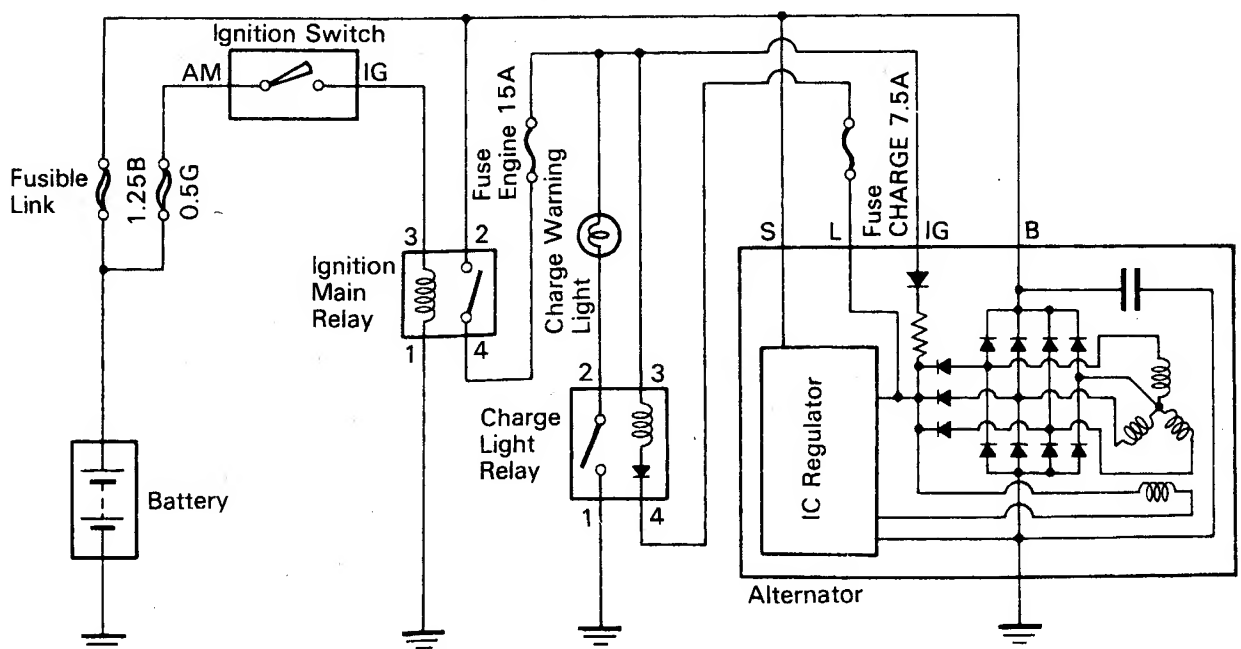 Ignition Switch
AM
IG
Fusible
Link
1.25B
0.5G
Fuse
Engine 15A
Charge Warning
Light
Fuse
CHARGE 7.5A
S
L
IG
B
3
2
Ignition
Main
Relay
1
4
2
3
Charge
Light
Relay
1
4
Battery
IC Regulator
Alternator